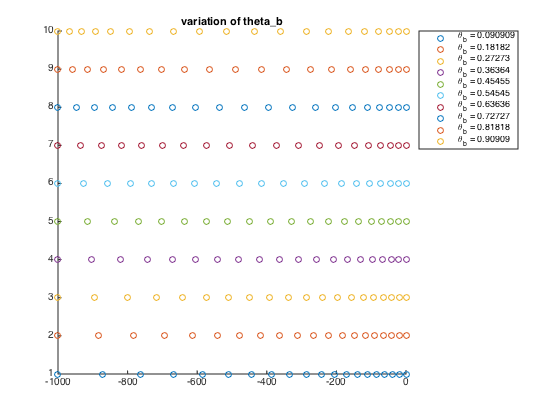 variation of theta_b
10
9
8
7
6
5
4
3
2
1
-1000
-800
-600
-400
-200
0
θb = 0.090909
θb = 0.18182
θb = 0.27273
θb = 0.36364
θb = 0.45455
θb = 0.54545
θb = 0.63636
θb = 0.72727
θb = 0.81818
θb = 0.90909